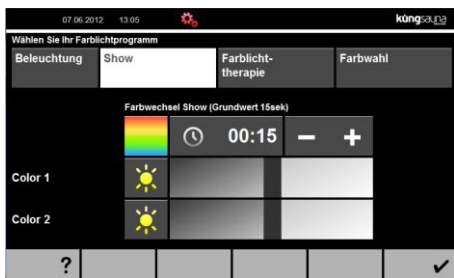 07.06.2012 13:05 küngsauna
Wählen Sie Ihr Farblichtprogramm
Beleuchtung Show Farblicht-
therapie Farbwahl
Farbwechsel Show (Grundwert 15sek)
00:15 − +
Color 1
Color 2
?